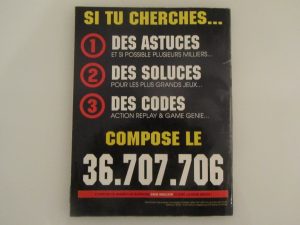 SI TU CHERCHES...
1 DES ASTUCES
ET SI POSSIBLE PLUSIEURS MILLIERS...
2 DES SOLUCES
POUR LES PLUS GRANDS JEUX...
3 DES CODES
ACTION REPLAY & GAME GENIE...
COMPOSE LE
36.707.706